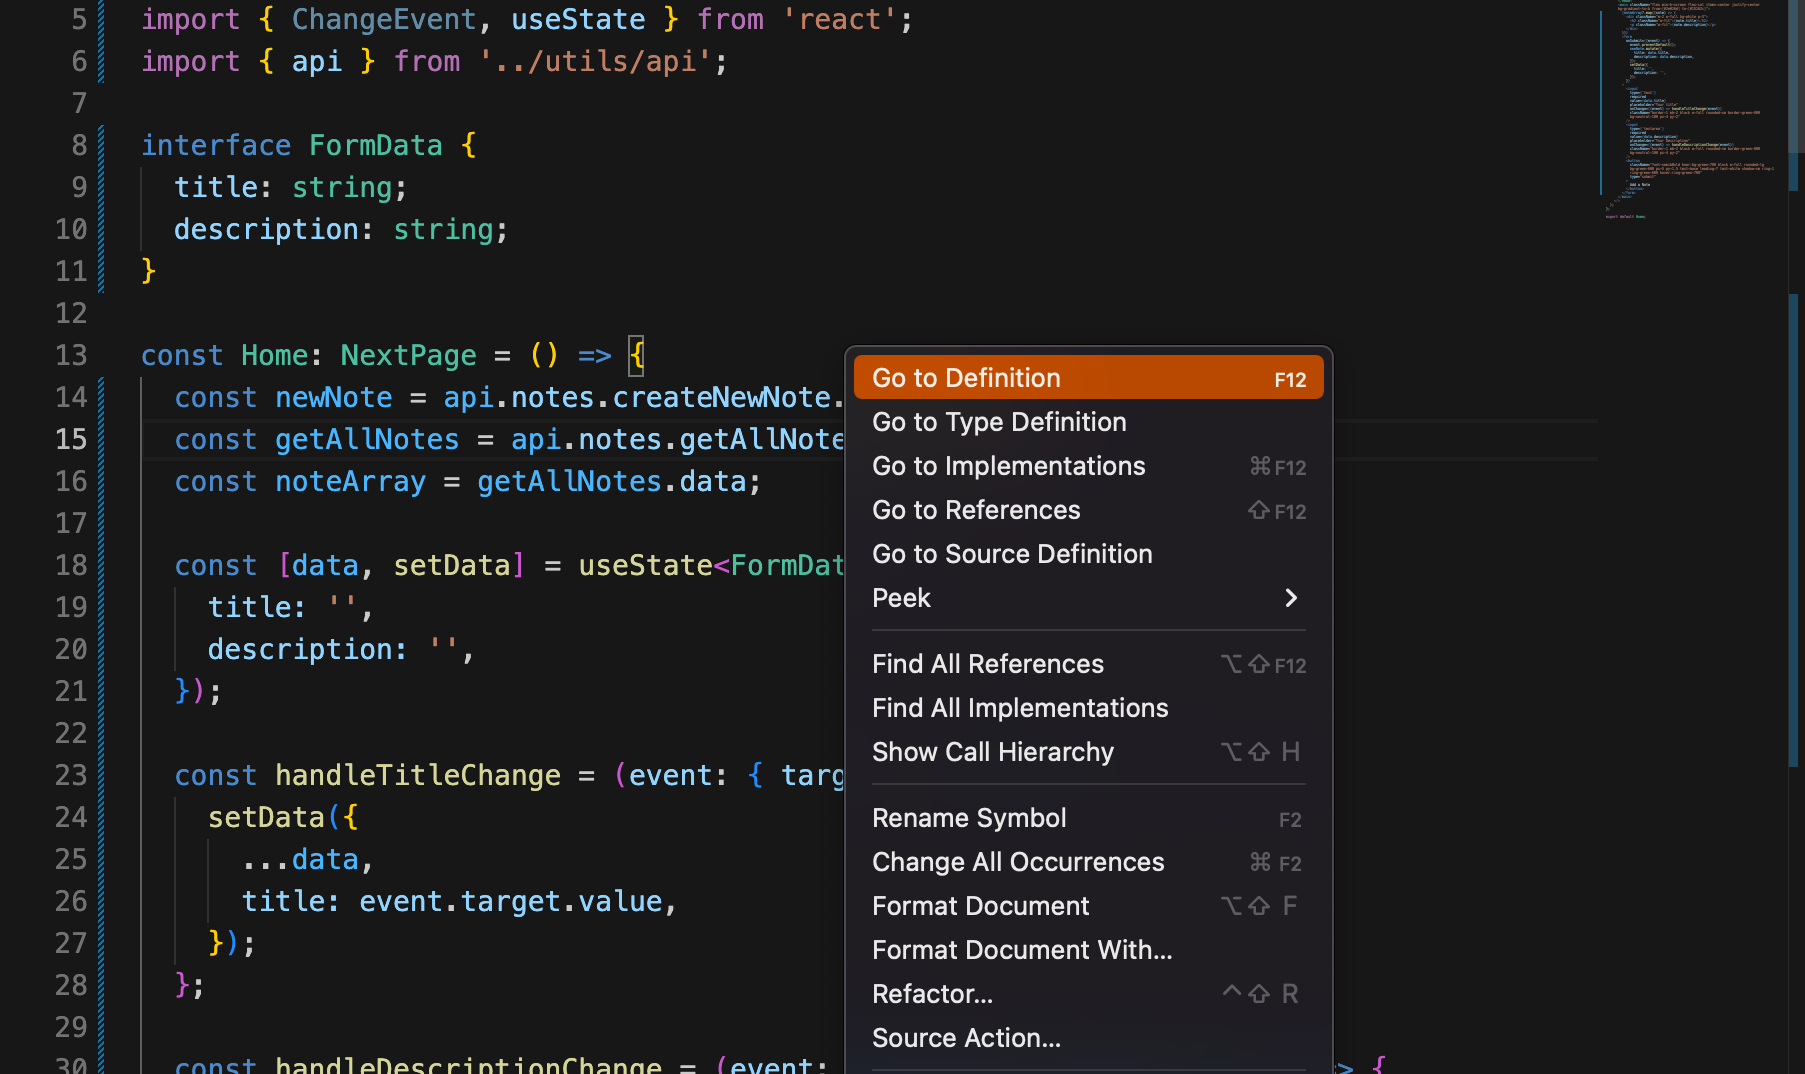 5 import { ChangeEvent, useState } from 'react';
6 import { api } from '../utils/api';
7
8 interface FormData {
9 title: string;
10 description: string;
11 }
12
13 const Home: NextPage = () => {
14 const newNote = api.notes.createNewNote.
15 const getAllNotes = api.notes.getAllNote
16 const noteArray = getAllNotes.data;
17
18 const [data, setData] = useState<FormDat
19 title: '',
20 description: '',
21 });
22
23 const handleTitleChange = (event: { targ
24 setData({
25 ...data,
26 title: event.target.value,
27 });
28 };
29
30 const handleDescriptionChange = (event: > {
Go to Definition F12
Go to Type Definition
Go to Implementations ⌘F12
Go to References ⇧F12
Go to Source Definition
Peek
Find All References ⌥⇧F12
Find All Implementations
Show Call Hierarchy ⌥⇧ H
Rename Symbol F2
Change All Occurrences ⌘ F2
Format Document ⌥⇧ F
Format Document With...
Refactor... ^⇧ R
Source Action...